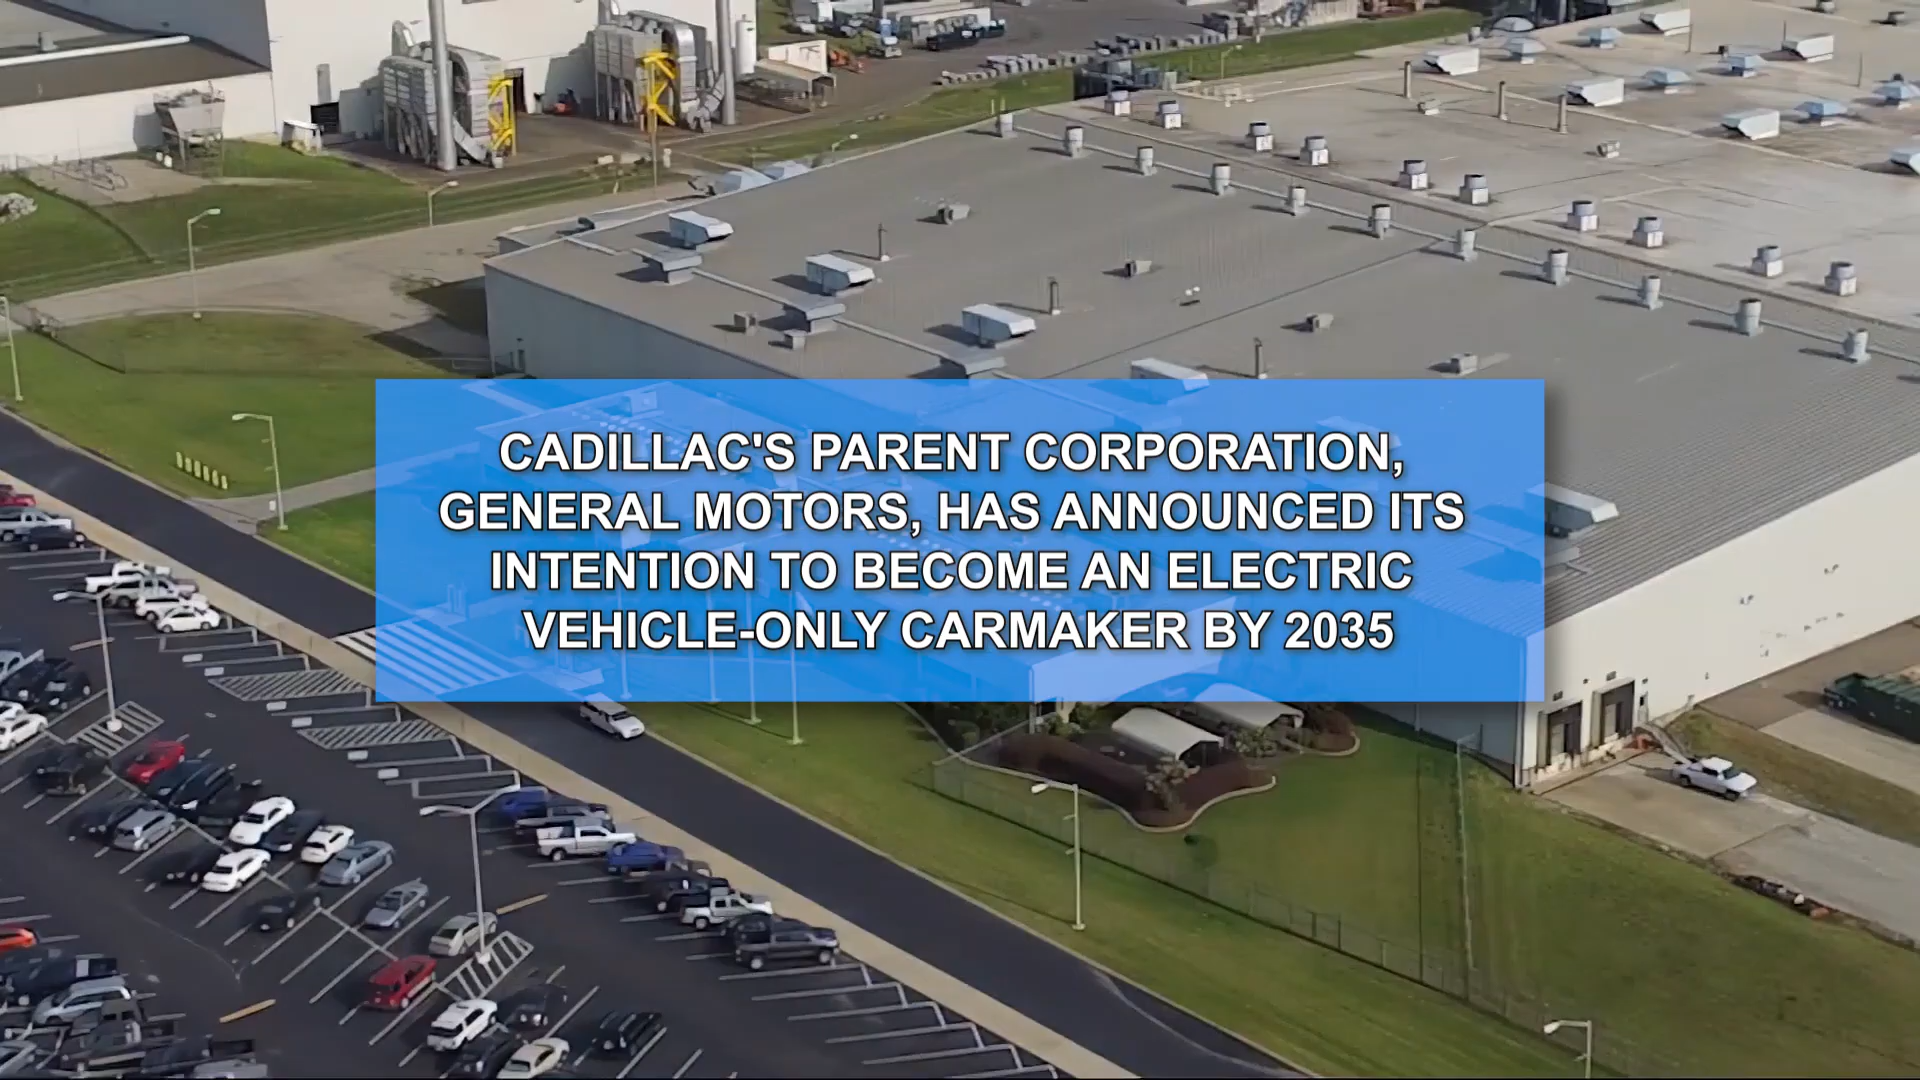 CADILLAC'S PARENT CORPORATION,
GENERAL MOTORS, HAS ANNOUNCED ITS
INTENTION TO BECOME AN ELECTRIC
VEHICLE-ONLY CARMAKER BY 2035